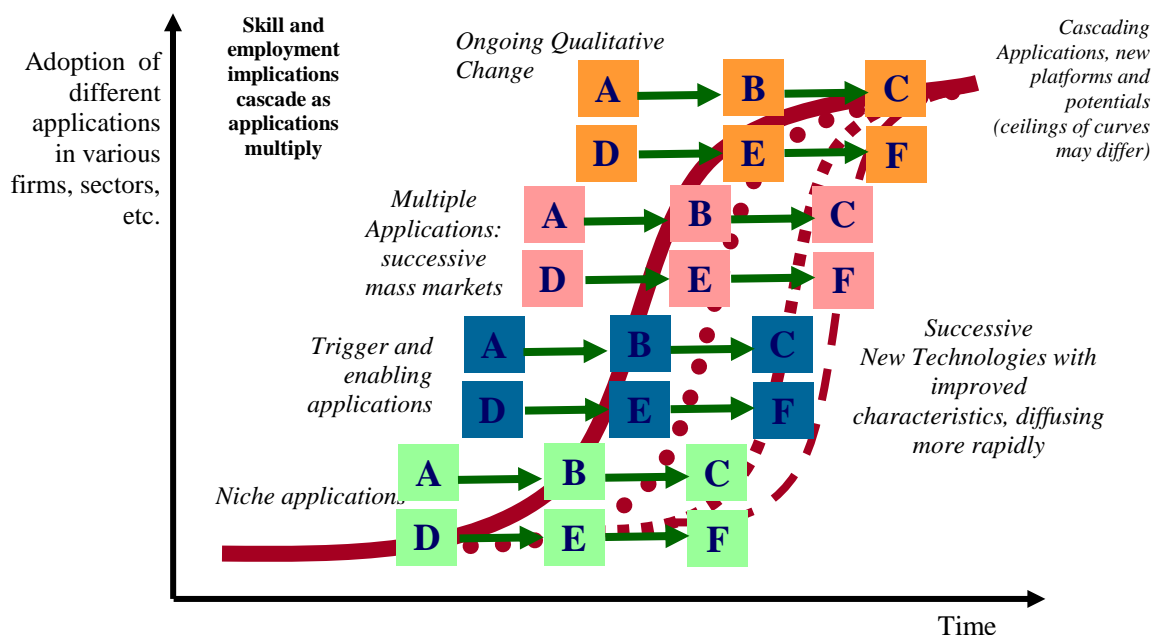 Adoption of
different
applications
in various
firms, sectors,
etc.
Skill and
employment
implications
cascade as
applications
multiply
Ongoing Qualitative
Change
A B C
D E F
Cascading
Applications, new
platforms and
potentials
(ceilings of curves
may differ)
Multiple
Applications:
successive
mass markets
A B C
D E F
Trigger and
enabling
applications
A B C
D E F
Successive
New Technologies with
improved
characteristics, diffusing
more rapidly
Niche applications
A B C
D E F
Time